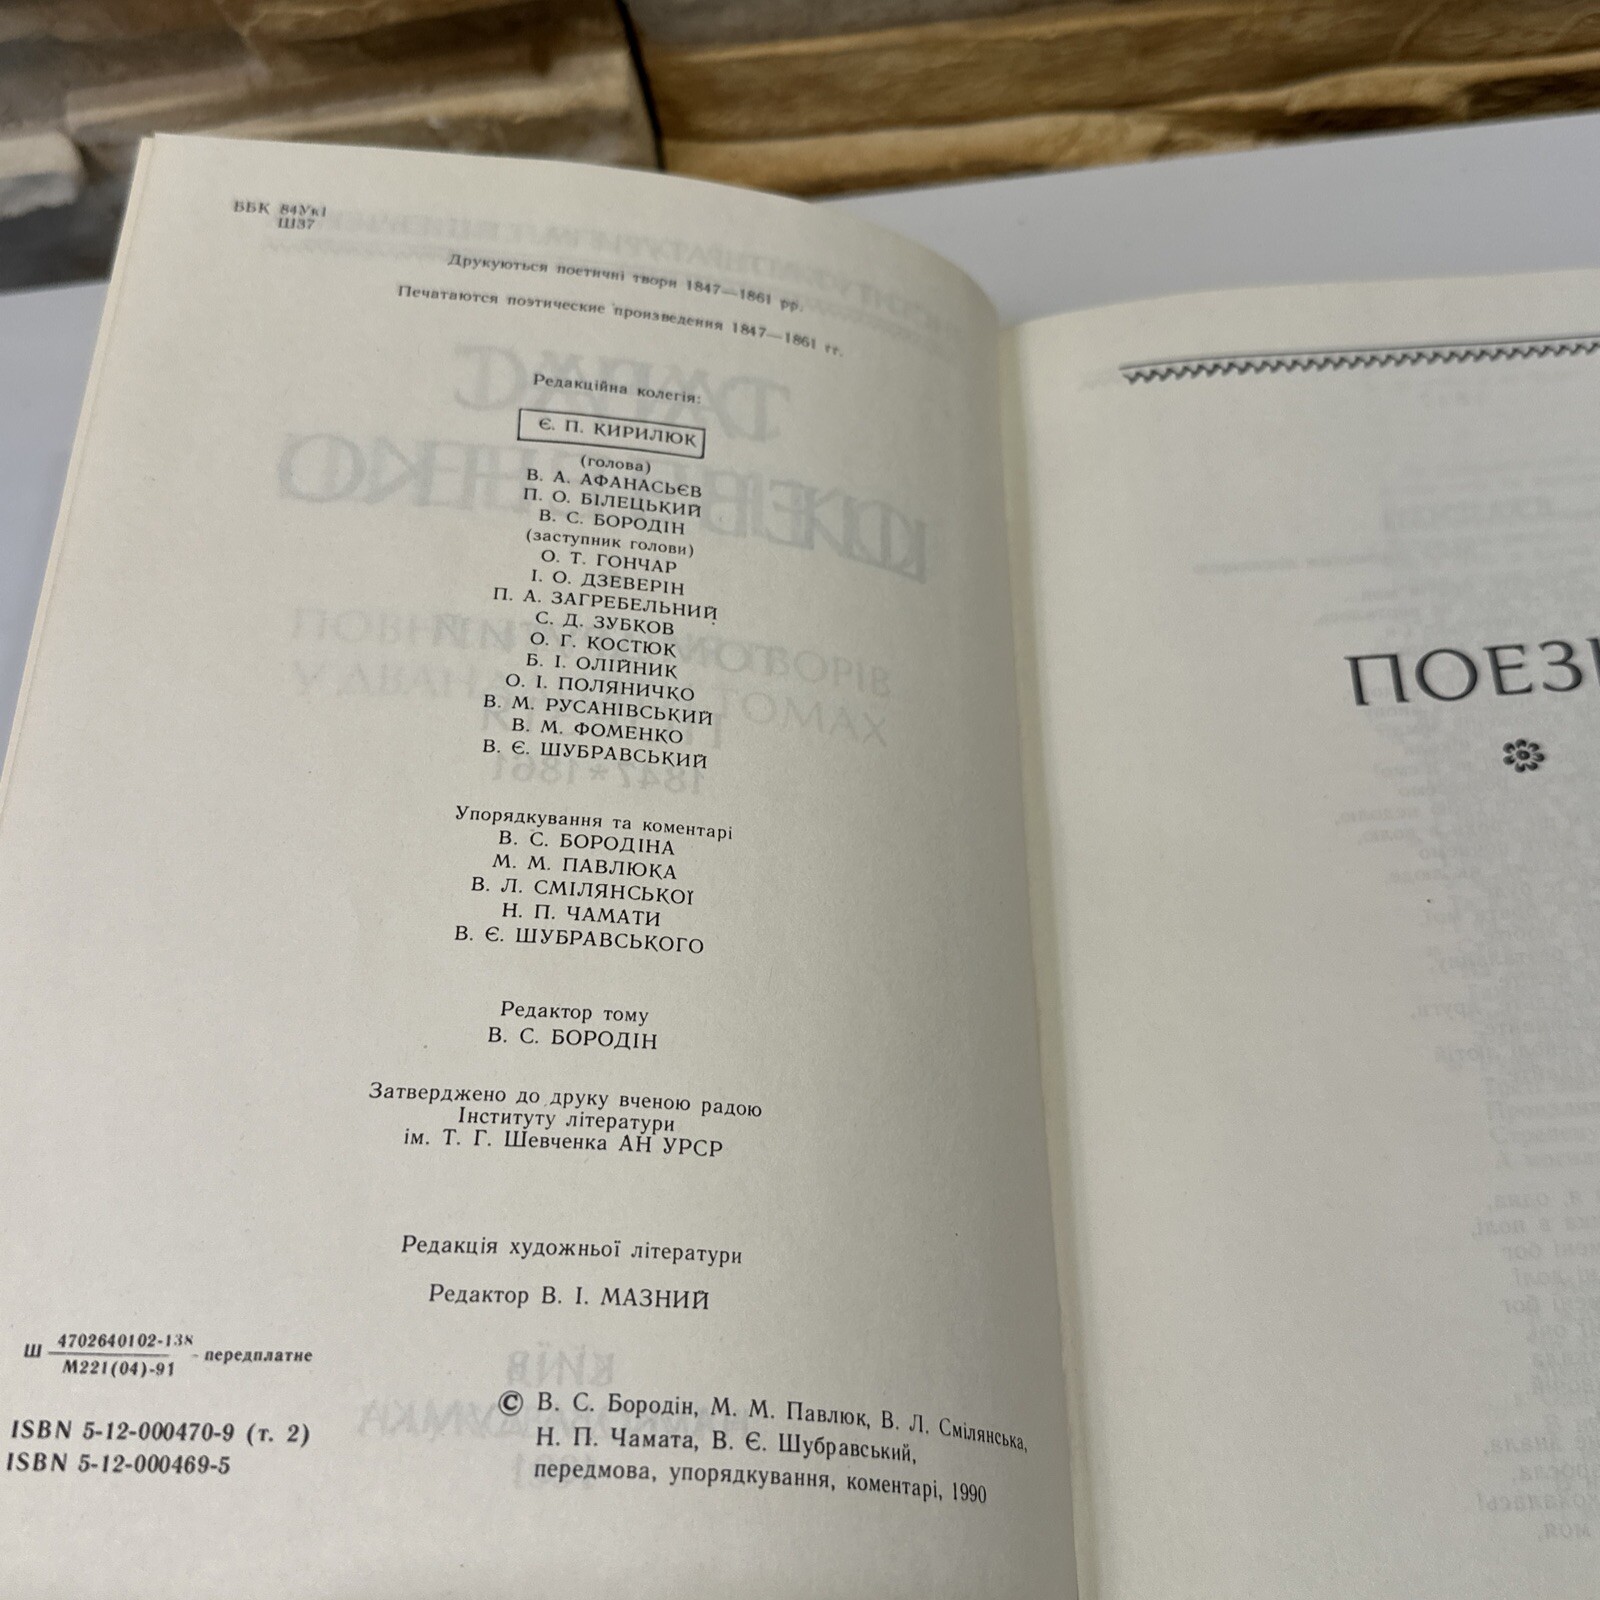 ББК 84Ук1
Ш37
Друкуються поетичні твори 1847—1861 рр.
Печатаются поэтические произведения 1847—1861 гг.
Редакційна колегія:
Є. П. КИРИЛЮК
(голова)
В. А. АФАНАСЬЄВ
П. О. БІЛЕЦЬКИЙ
В. С. БОРОДІН
(заступник голови)
О. Т. ГОНЧАР
І. О. ДЗЕВЕРІН
П. А. ЗАГРЕБЕЛЬНИЙ
С. Д. ЗУБКОВ
О. Г. КОСТЮК
Б. І. ОЛІЙНИК
О. І. ПОЛЯНИЧКО
В. М. РУСАНІВСЬКИЙ
В. М. ФОМЕНКО
В. Є. ШУБРАВСЬКИЙ
Упорядкування та коментарі
В. С. БОРОДІНА
М. М. ПАВЛЮКА
В. Л. СМІЛЯНСЬКОЇ
Н. П. ЧАМАТИ
В. Є. ШУБРАВСЬКОГО
Редактор тому
В. С. БОРОДІН
Затверджено до друку вченою радою
Інституту літератури
ім. Т. Г. Шевченка АН УРСР
Редакція художньої літератури
Редактор В. І. МАЗНИЙ
Ш 4702640102-138
М221(04)-91 - передплатне
ISBN 5-12-000470-9 (т. 2)
ISBN 5-12-000469-5
© В. С. Бородін, М. М. Павлюк, В. Л. Смілянська,
Н. П. Чамата, В. Є. Шубравський,
передмова, упорядкування, коментарі, 1990
ПОЕЗІ